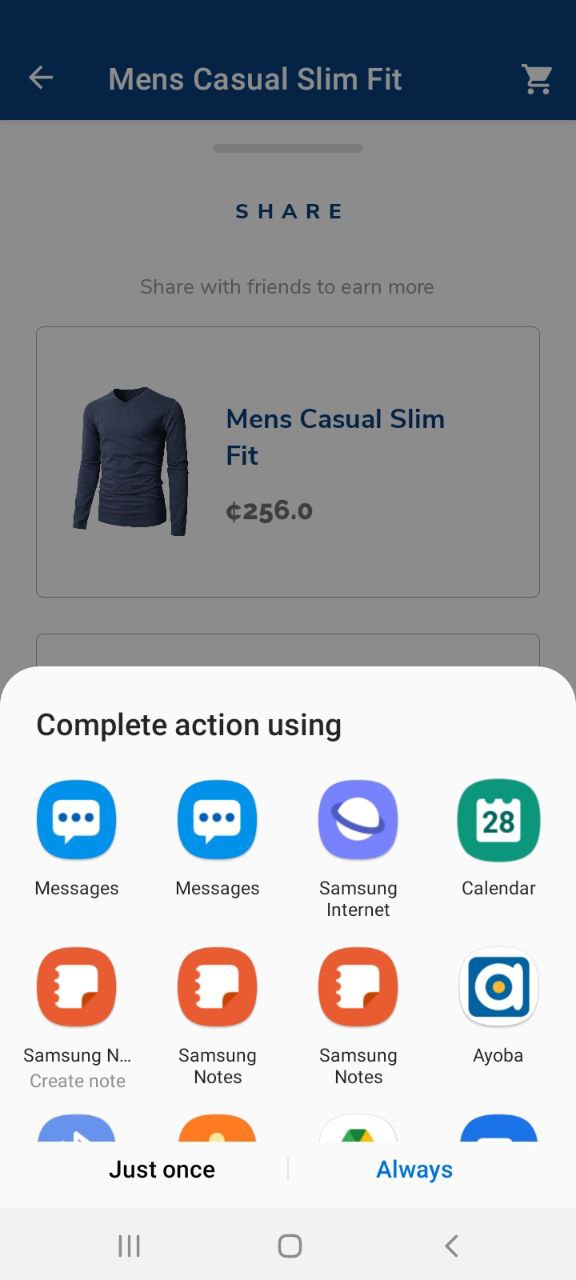 Mens Casual Slim Fit
SHARE
Share with friends to earn more
Mens Casual Slim
Fit
¢256.0
Complete action using
28
Messages
Messages
Samsung
Internet
Calendar
Samsung N...
Create note
Samsung
Notes
Samsung
Notes
Ayoba
Just once
Always